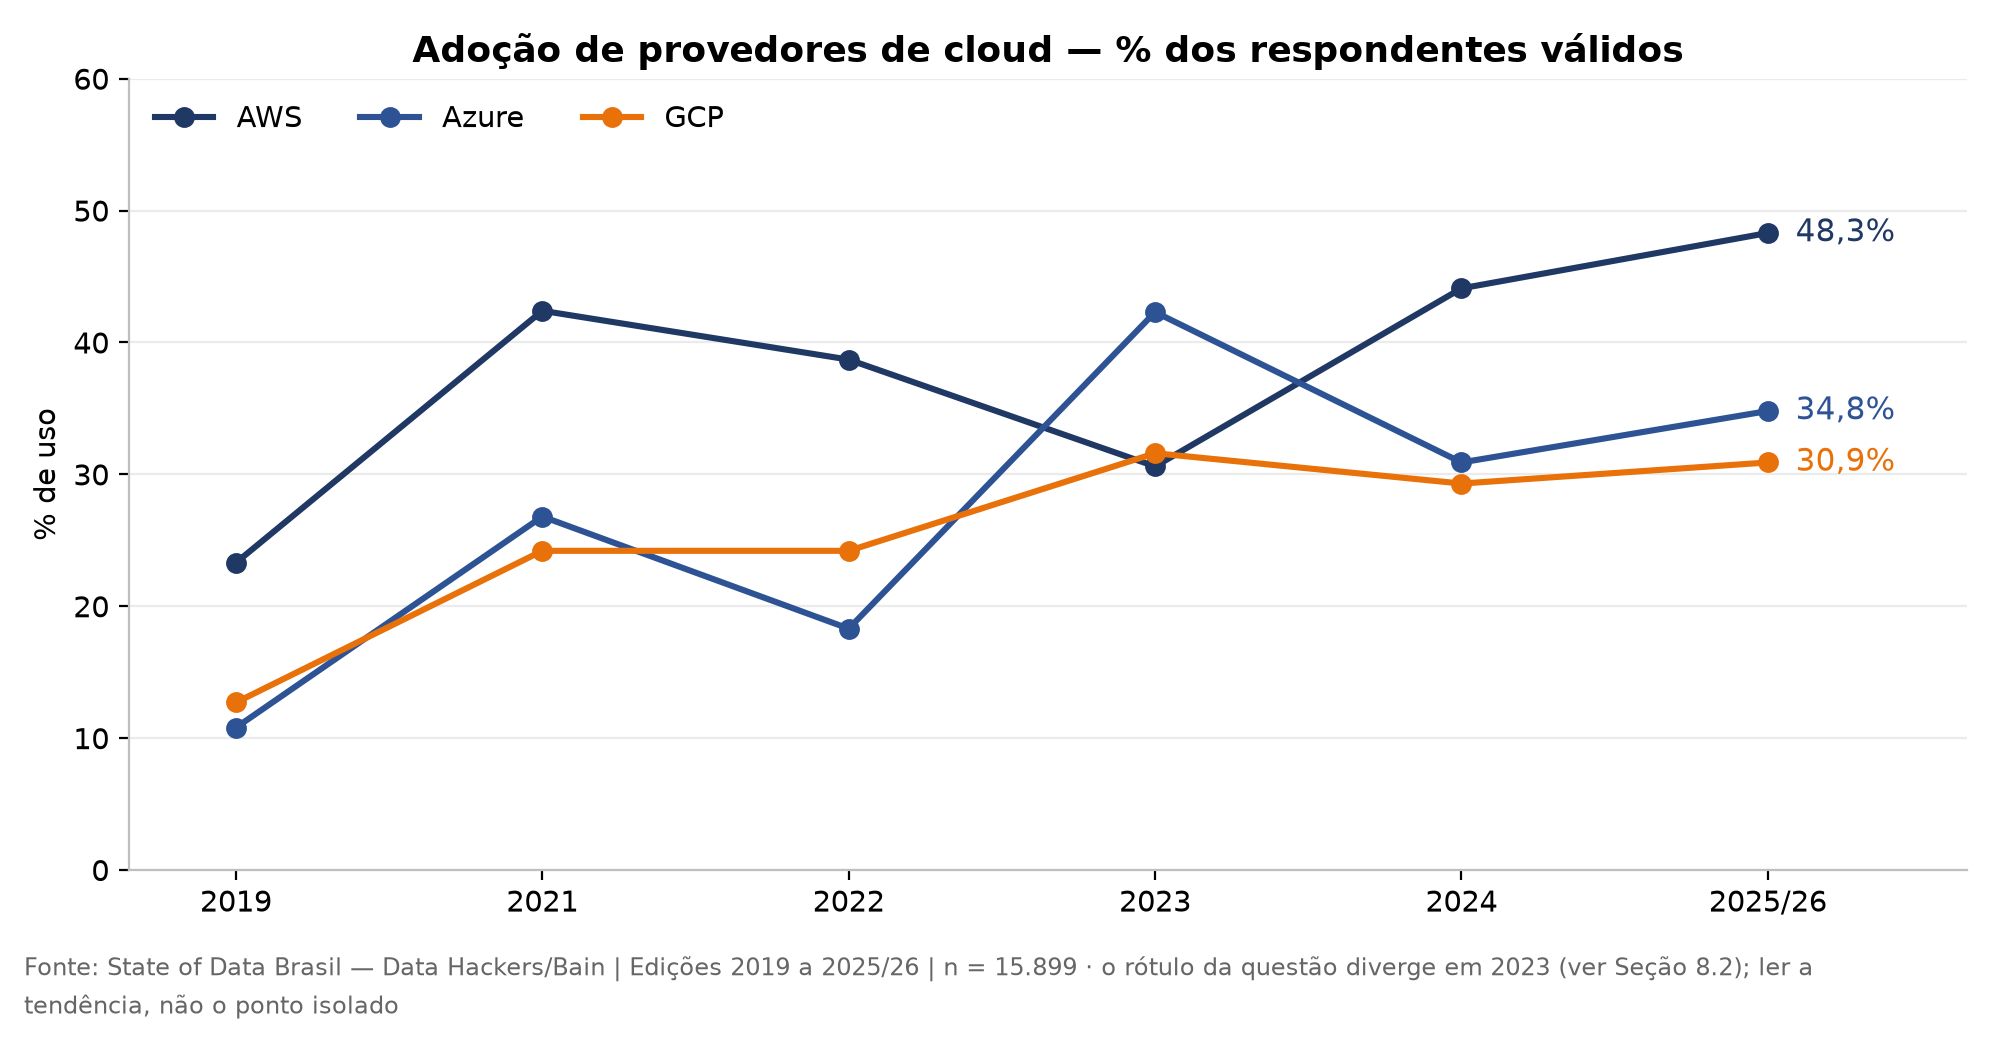 Adoção de provedores de cloud — % dos respondentes válidos
AWS
Azure
GCP
% de uso
60
50
40
30
20
10
0
48,3%
34,8%
30,9%
2019
2021
2022
2023
2024
2025/26
Fonte: State of Data Brasil — Data Hackers/Bain | Edições 2019 a 2025/26 | n = 15.899 · o rótulo da questão diverge em 2023 (ver Seção 8.2); ler a
tendência, não o ponto isolado